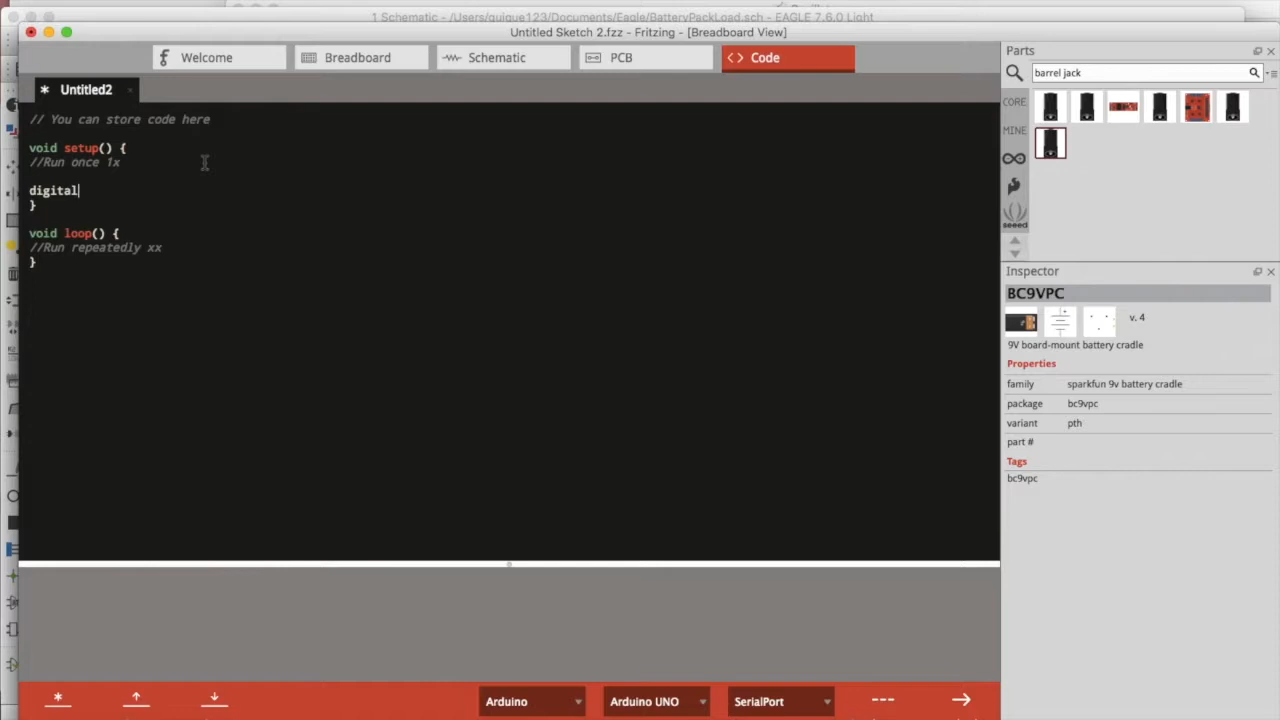 1 Schematic - /Users/quique123/Documents/Eagle/BatteryPackLoad.sch - EAGLE 7.6.0 Light
Untitled Sketch 2.fzz - Fritzing - [Breadboard View]
Welcome
Breadboard
Schematic
PCB
<> Code
Parts
* Untitled2
barrel jack
// You can store code here
CORE
MINE
void setup() {
//Run once 1x
digital
}
seeed
void loop() {
//Run repeatedly xx
}
Inspector
BC9VPC
v. 4
9V board-mount battery cradle
Properties
family sparkfun 9v battery cradle
package bc9vpc
variant pth
part #
Tags
bc9vpc
Arduino
Arduino UNO
SerialPort